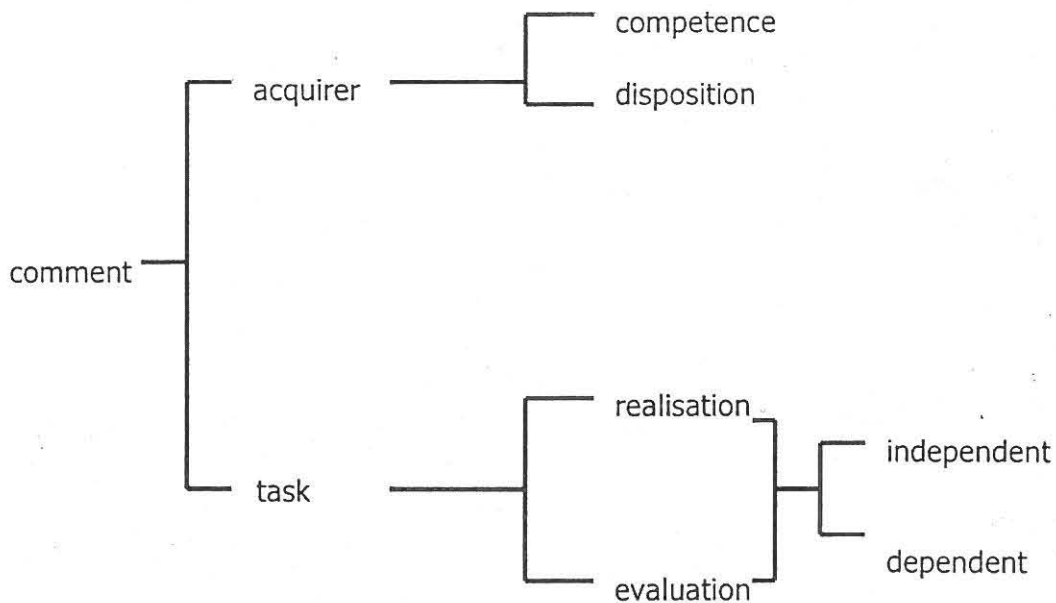 competence
acquirer
disposition
comment
realisation
independent
task
dependent
evaluation